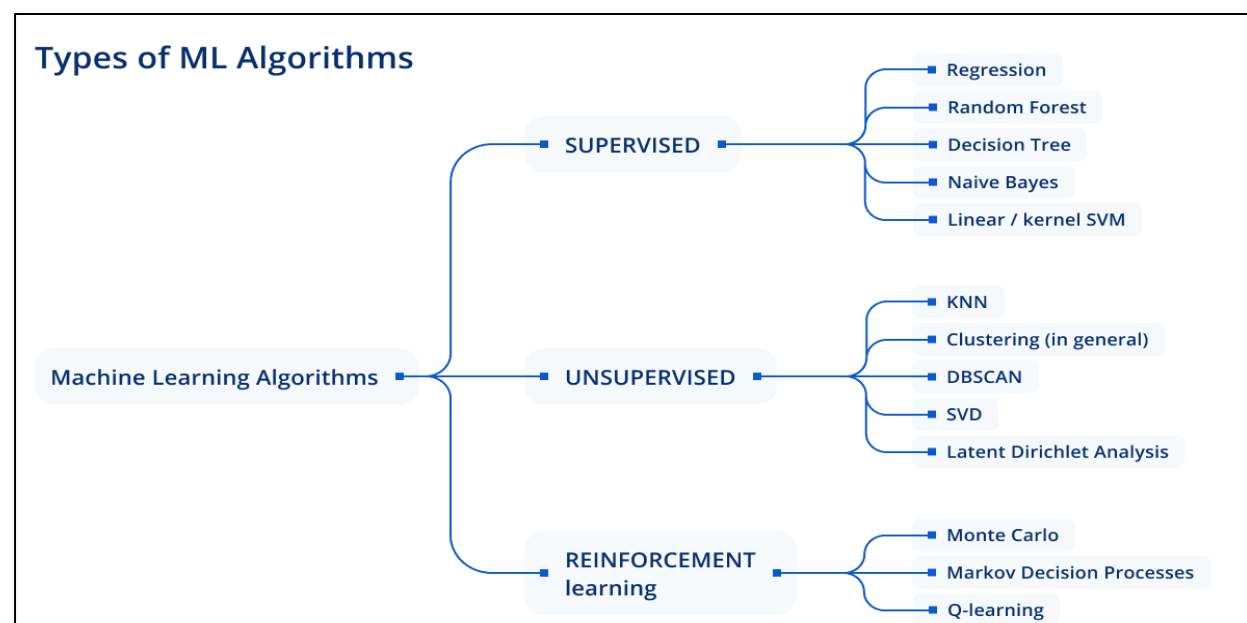 Types of ML Algorithms
Regression
Random Forest
SUPERVISED
Decision Tree
Naive Bayes
Linear / kernel SVM
KNN
Clustering (in general)
Machine Learning Algorithms
UNSUPERVISED
DBSCAN
SVD
Latent Dirichlet Analysis
Monte Carlo
REINFORCEMENT
learning
Markov Decision Processes
Q-learning